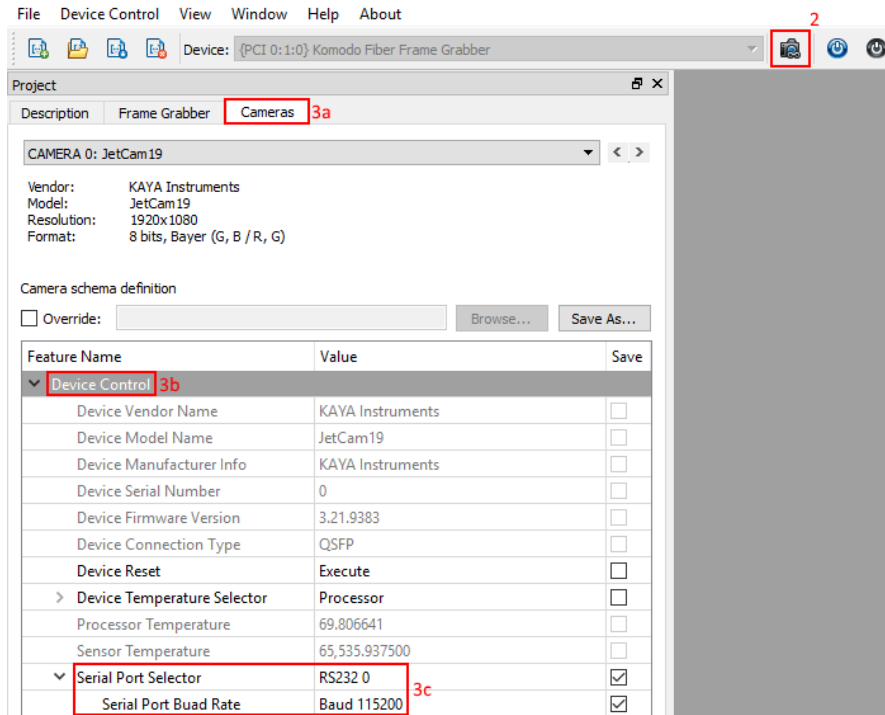 File Device Control View Window Help About
2
Device: {PCI 0:1:0} Komodo Fiber Frame Grabber
Project
Description Frame Grabber Cameras 3a
CAMERA 0: JetCam19 < >
Vendor: KAYA Instruments
Model: JetCam19
Resolution: 1920x1080
Format: 8 bits, Bayer (G, B / R, G)
Camera schema definition
Override: Browse... Save As...
Feature Name Value Save
Device Control 3b
Device Vendor Name KAYA Instruments
Device Model Name JetCam19
Device Manufacturer Info KAYA Instruments
Device Serial Number 0
Device Firmware Version 3.21.9383
Device Connection Type QSFP
Device Reset Execute
Device Temperature Selector Processor
Processor Temperature 69.806641
Sensor Temperature 65,535.937500
Serial Port Selector RS232 0
3c
Serial Port Buad Rate Baud 115200